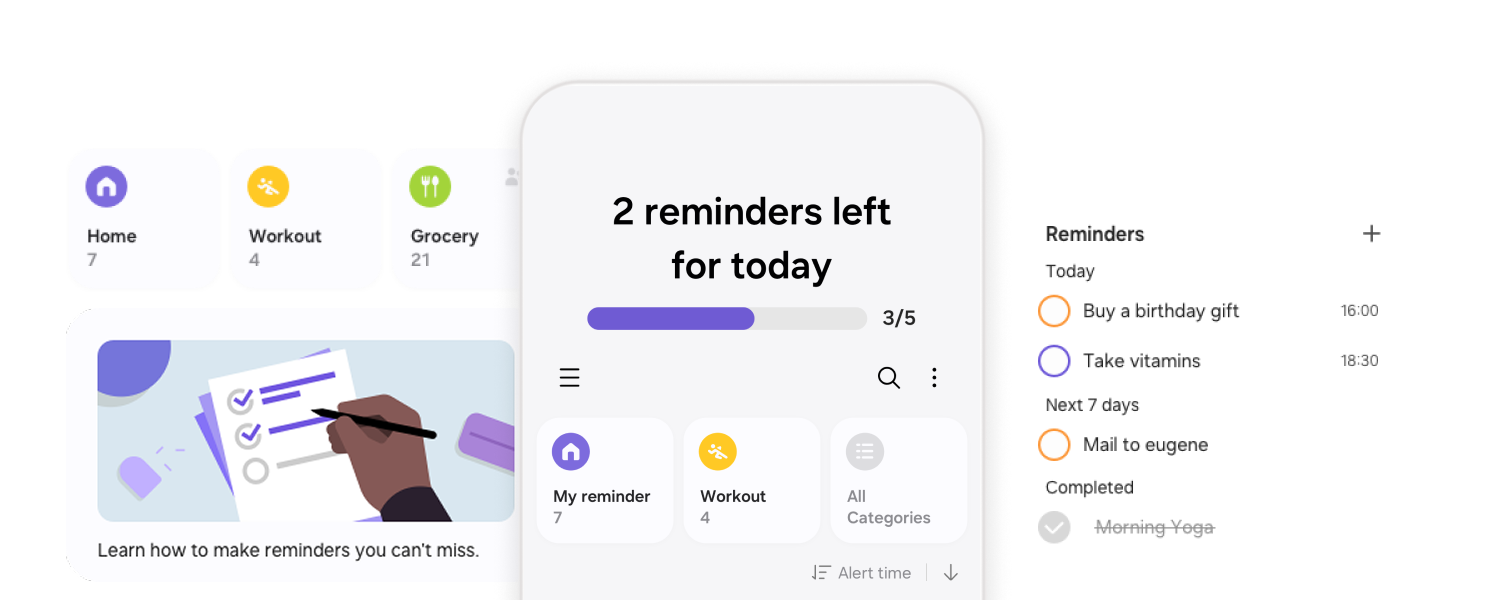 Home
7
Workout
4
Grocery
21
Learn how to make reminders you can't miss.
2 reminders left
for today
3/5
My reminder
7
Workout
4
All
Categories
Alert time
Reminders
Today
Buy a birthday gift 16:00
Take vitamins 18:30
Next 7 days
Mail to eugene
Completed
Morning Yoga